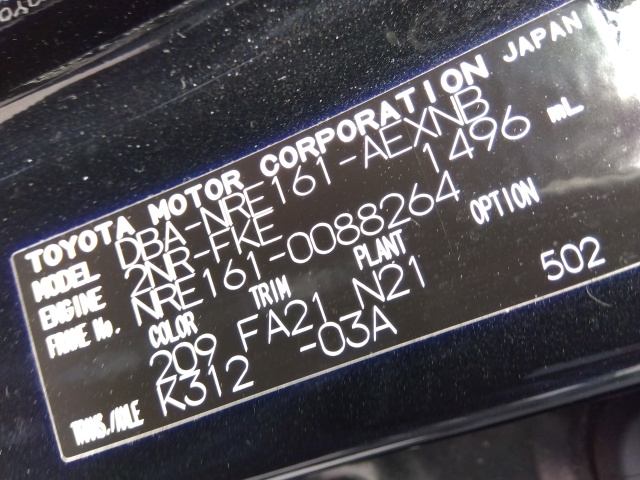 TOYOTA MOTOR CORPORATION JAPAN
MODEL DBA-NRE161-AEXNB
ENGINE 2NR-FKE 1496 mL
FRAME No. NRE161-0088264
COLOR TRIM PLANT OPTION
209 FA21 N21 502
TRANS./AXLE K312 -03A